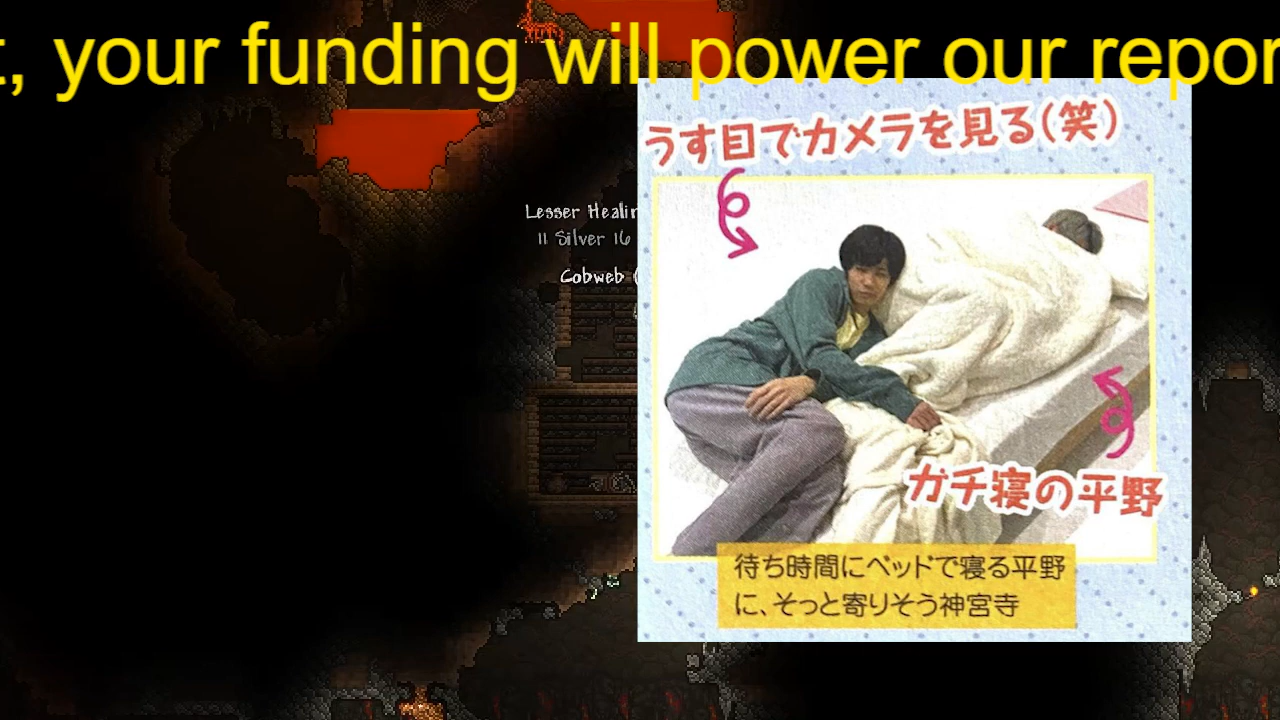 t, your funding will power our repor
うす目でカメラを見る(笑)
Lesser Healin
11 Silver 16
Cobweb (
ガチ寝の平野
待ち時間にベッドで寝る平野
に、そっと寄りそう神宮寺